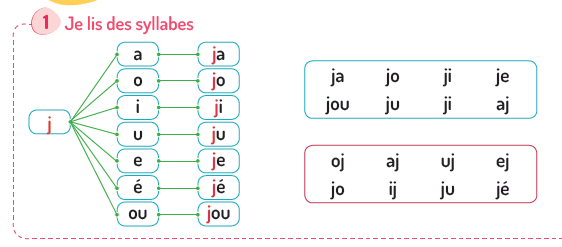 1 Je lis des syllabes
j
a ja
o jo
i ji
u ju
e je
é jé
ou jou
ja jo ji je
jou ju ji aj
oj aj uj ej
jo ij ju jé